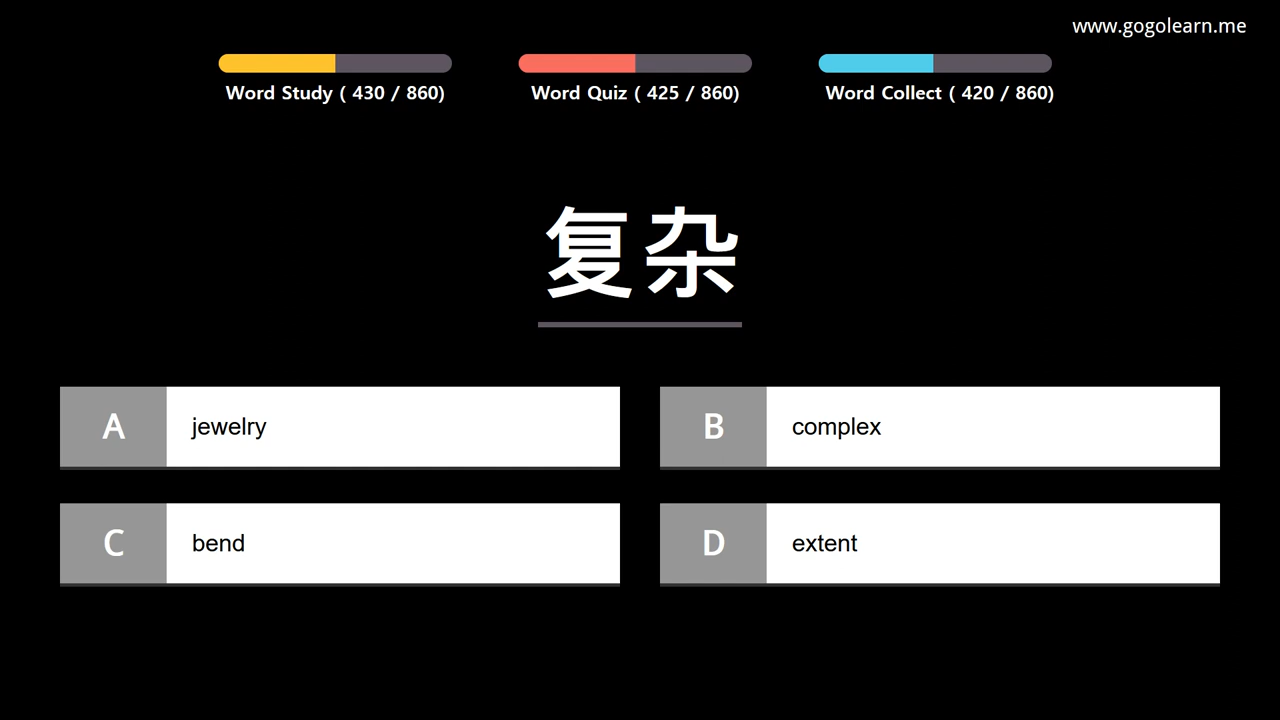 www.gogolearn.me
Word Study ( 430 / 860)
Word Quiz ( 425 / 860)
Word Collect ( 420 / 860)
复杂
A jewelry
B complex
C bend
D extent